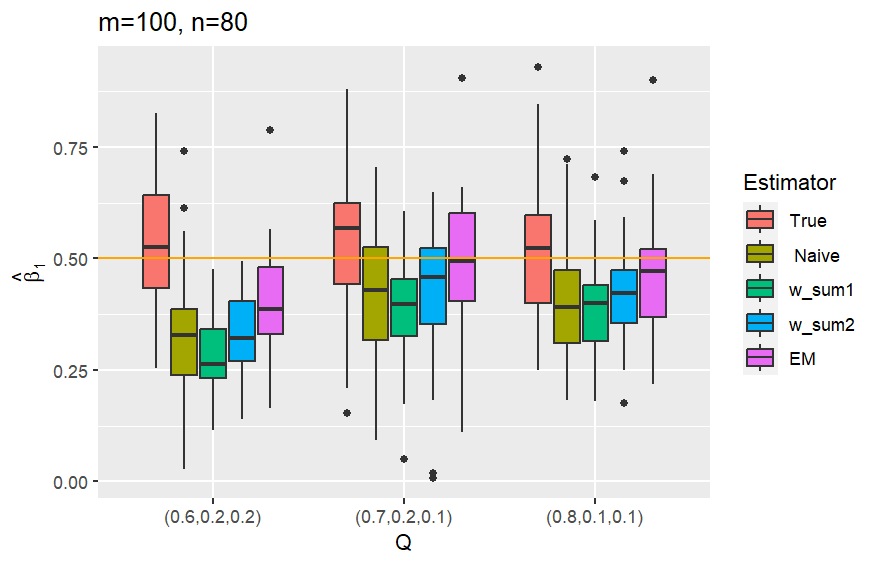 m=100, n=80
0.75
0.50
0.25
0.00
β̂1
(0.6,0.2,0.2)
(0.7,0.2,0.1)
(0.8,0.1,0.1)
Q
Estimator
True
Naive
w_sum1
w_sum2
EM